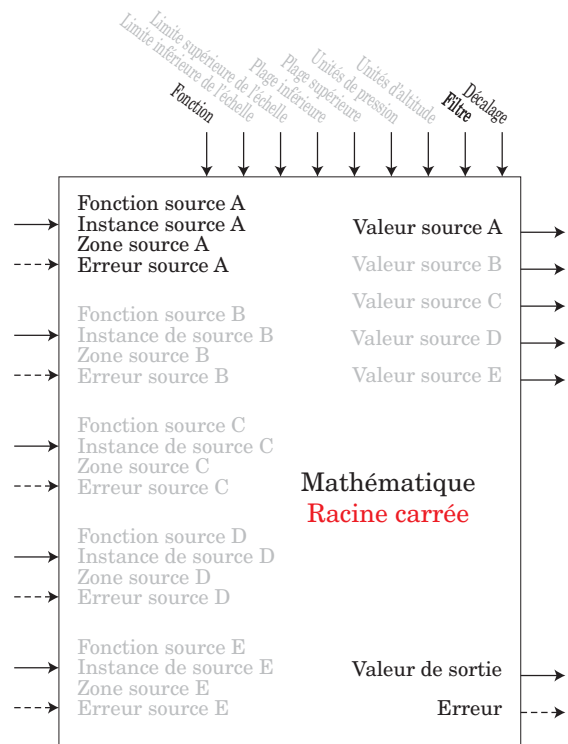 Fonction
Limite inférieure de l'échelle
Limite supérieure de l'échelle
Plage inférieure
Plage supérieure
Unités de pression
Unités d'altitude
Filtre
Décalage
Fonction source A
Instance source A
Zone source A
Erreur source A
Fonction source B
Instance de source B
Zone source B
Erreur source B
Fonction source C
Instance de source C
Zone source C
Erreur source C
Fonction source D
Instance de source D
Zone source D
Erreur source D
Fonction source E
Instance de source E
Zone source E
Erreur source E
Valeur source A
Valeur source B
Valeur source C
Valeur source D
Valeur source E
Mathématique
Racine carrée
Valeur de sortie
Erreur